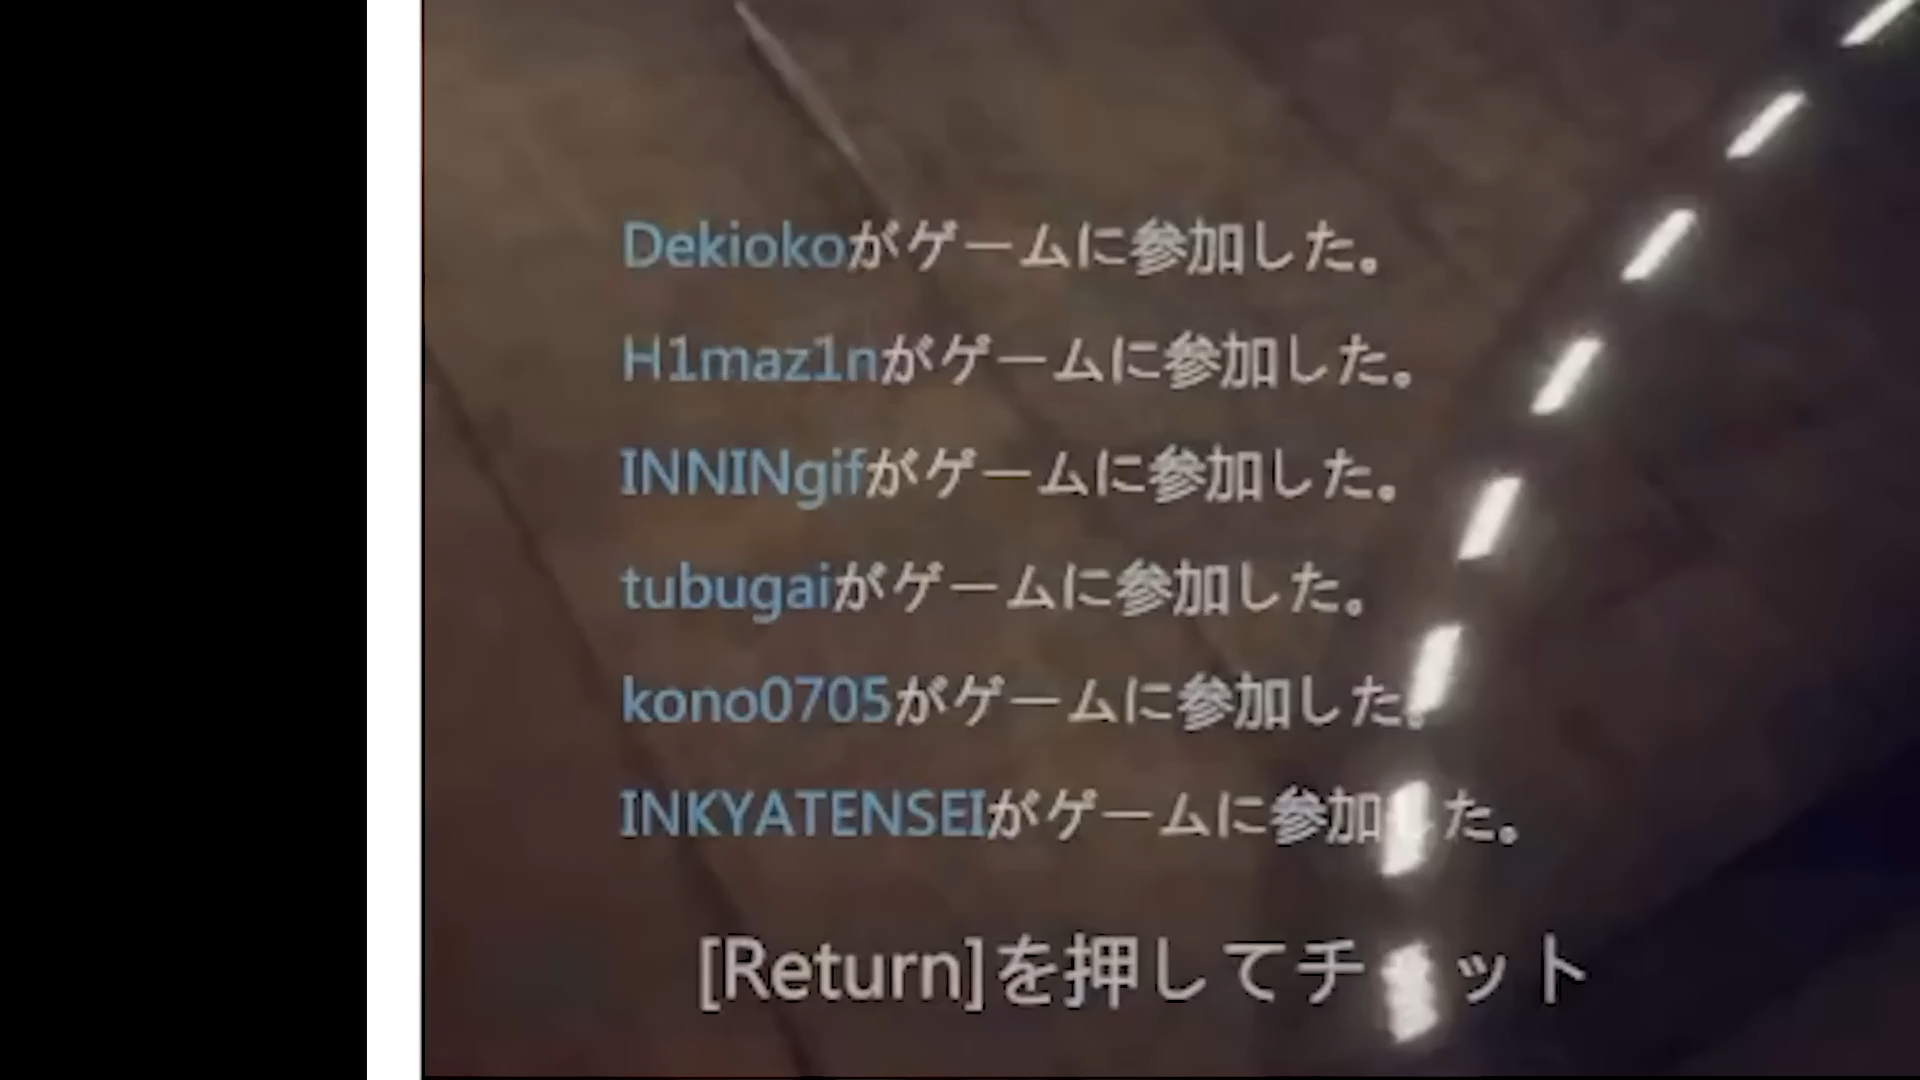 Dekiokoがゲームに参加した。
H1maz1nがゲームに参加した。
INNINgifがゲームに参加した。
tubugaiがゲームに参加した。
kono0705がゲームに参加した。
INKYATENSEIがゲームに参加した。
[Return]を押してチャット